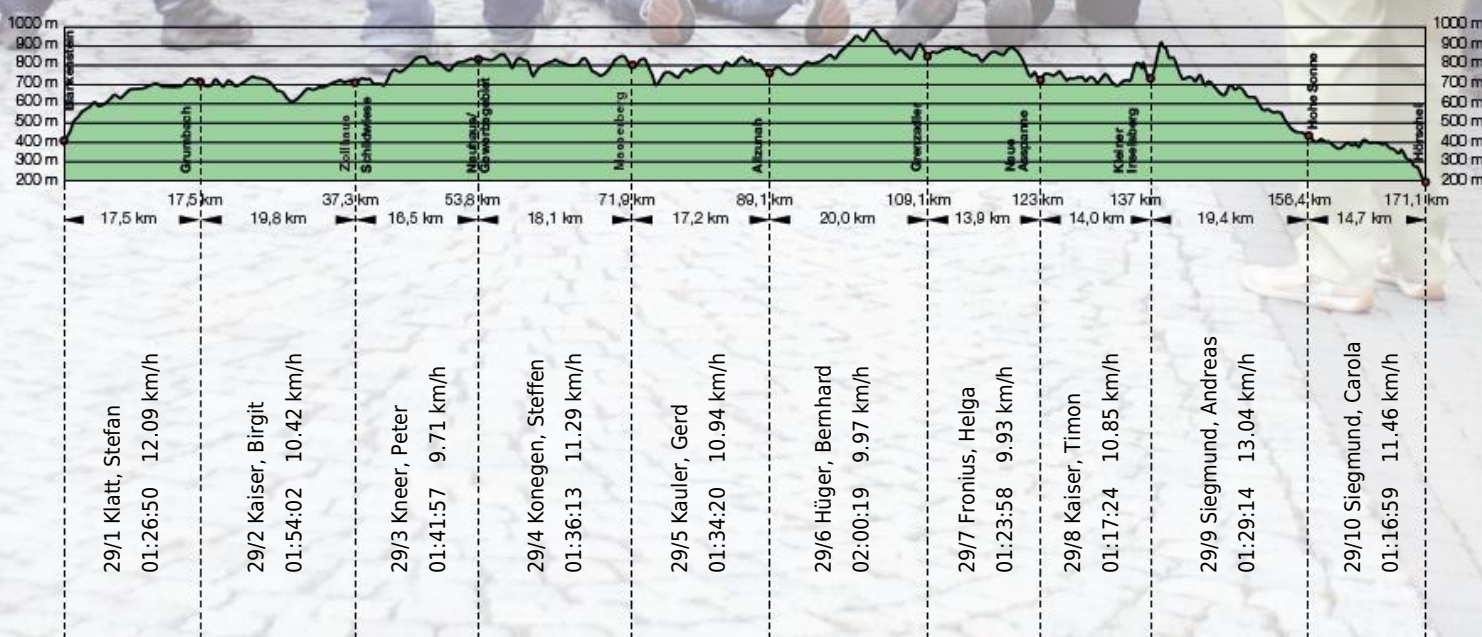 1000 m
900 m
800 m
700 m
600 m
500 m
400 m
300 m
200 m
1000 m
900 m
800 m
700 m
600 m
500 m
400 m
300 m
200 m
Blankenstein
Grumbach
Zollhaus
Schildwiese
Neuhaus/
Masserberg
Allzunah
Grenzadler
Neue
Ausspanne
Kleiner
Inselsberg
Hohe Sonne
Hörschel
17,5 km
37,3 km
53,8 km
71,9 km
89,1 km
109,1 km
123 km
137 km
156,4 km
171,1 km
17,5 km
19,8 km
16,5 km
18,1 km
17,2 km
20,0 km
13,9 km
14,0 km
19,4 km
14,7 km
29/1 Klatt, Stefan
01:26:50 12.09 km/h
29/2 Kaiser, Birgit
01:54:02 10.42 km/h
29/3 Kneer, Peter
01:41:57 9.71 km/h
29/4 Konegen, Steffen
01:36:13 11.29 km/h
29/5 Kauler, Gerd
01:34:20 10.94 km/h
29/6 Hüger, Bernhard
02:00:19 9.97 km/h
29/7 Fronius, Helga
01:23:58 9.93 km/h
29/8 Kaiser, Timon
01:17:24 10.85 km/h
29/9 Siegmund, Andreas
01:29:14 13.04 km/h
29/10 Siegmund, Carola
01:16:59 11.46 km/h